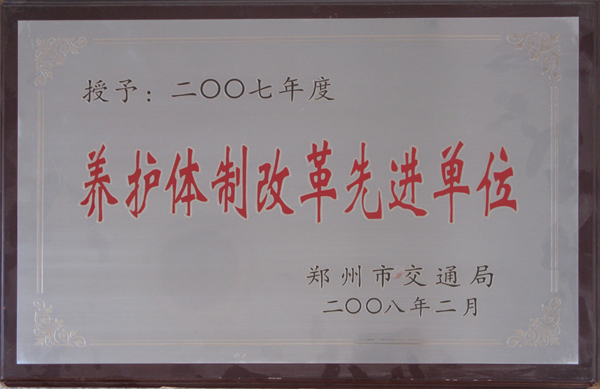 授予：二〇〇七年度
养护体制改革先进单位
郑州市交通局
二〇〇八年二月